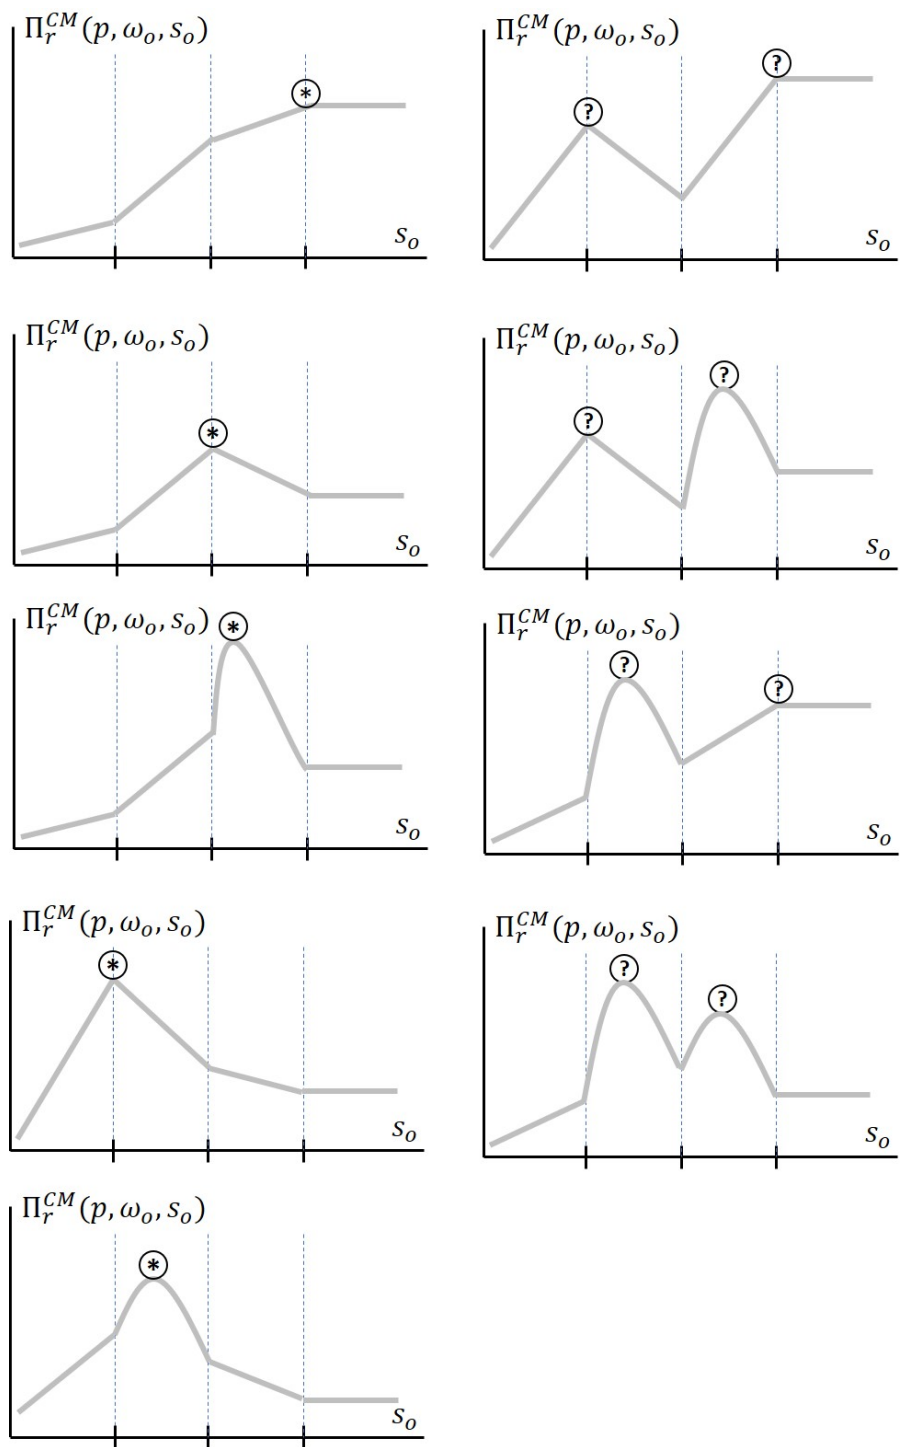 Π_r^{CM}(p, ω_o, s_o)
*
s_o
Π_r^{CM}(p, ω_o, s_o)
?
?
s_o
Π_r^{CM}(p, ω_o, s_o)
*
s_o
Π_r^{CM}(p, ω_o, s_o)
?
?
s_o
Π_r^{CM}(p, ω_o, s_o)
*
s_o
Π_r^{CM}(p, ω_o, s_o)
?
?
s_o
Π_r^{CM}(p, ω_o, s_o)
*
s_o
Π_r^{CM}(p, ω_o, s_o)
?
?
s_o
Π_r^{CM}(p, ω_o, s_o)
*
s_o